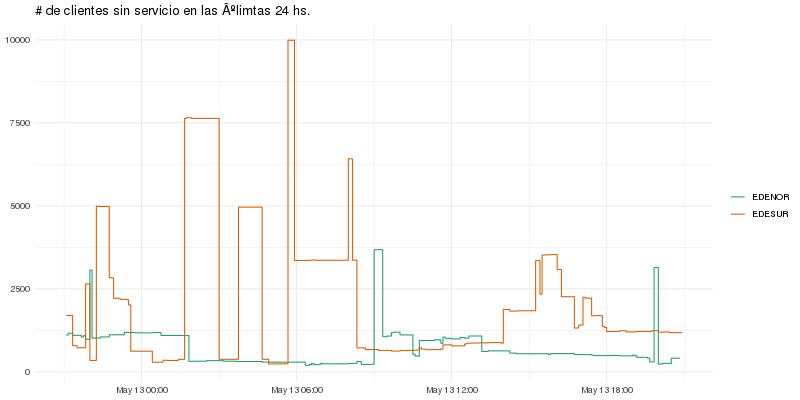 # de clientes sin servicio en las Ãºlimtas 24 hs.
10000
7500
5000
2500
0
May 13 00:00
May 13 06:00
May 13 12:00
May 13 18:00
EDENOR
EDESUR